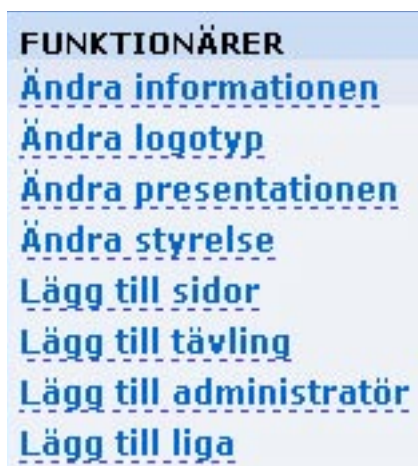 FUNKTIONÄRER
Ändra informationen
Ändra logotyp
Ändra presentationen
Ändra styrelse
Lägg till sidor
Lägg till tävling
Lägg till administratör
Lägg till liga